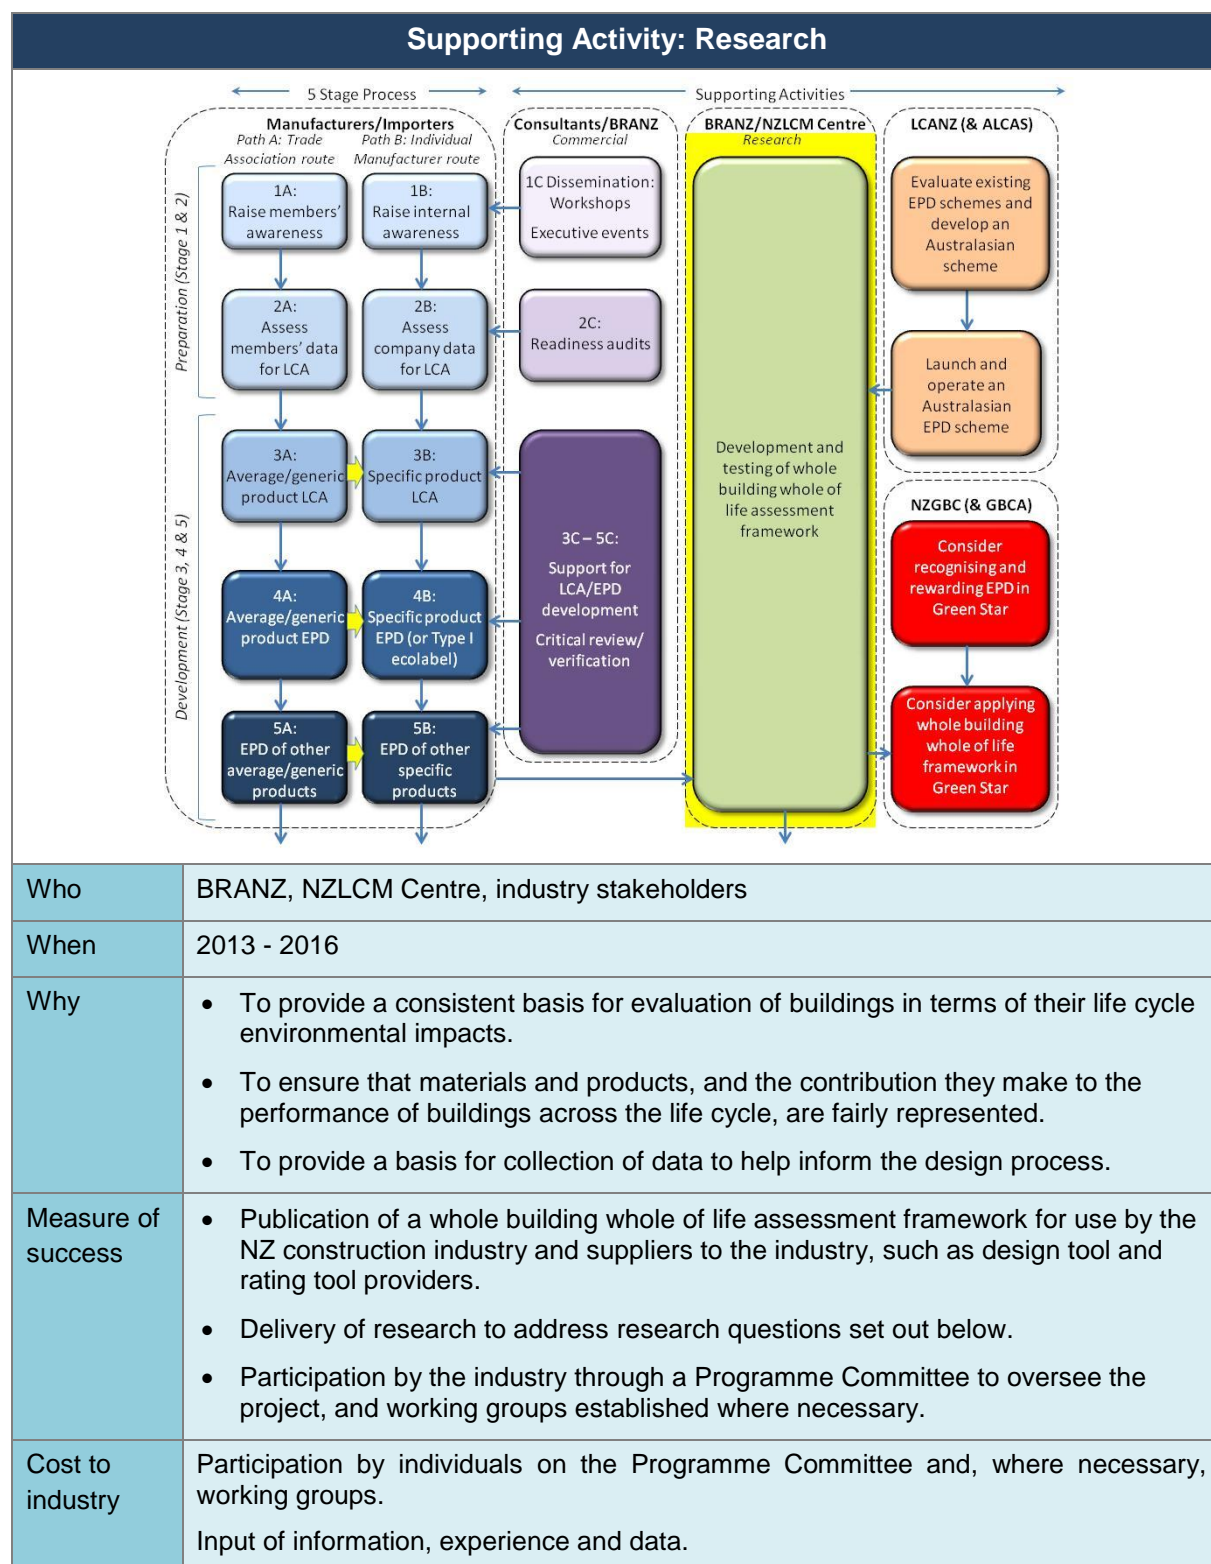 Supporting Activity: Research
5 Stage Process
Supporting Activities
Manufacturers/Importers
Path A: Trade
Association route
Path B: Individual
Manufacturer route
Consultants/BRANZ
Commercial
BRANZ/NZLCM Centre
Research
LCANZ (& ALCAS)
Preparation (Stage 1 & 2)
1A:
Raise members'
awareness
1B:
Raise internal
awareness
1C Dissemination:
Workshops
Executive events
Evaluate existing
EPD schemes and
develop an
Australasian
scheme
2A:
Assess
members' data
for LCA
2B:
Assess
company data
for LCA
2C:
Readiness audits
Launch and
operate an
Australasian
EPD scheme
Development (Stage 3, 4 & 5)
3A:
Average/generic
product LCA
3B:
Specific product
LCA
3C – 5C:
Support for
LCA/EPD
development
Critical review/
verification
Development and
testing of whole
building whole of
life assessment
framework
NZGBC (& GBCA)
Consider
recognising and
rewarding EPD in
Green Star
4A:
Average/generic
product EPD
4B:
Specific product
EPD (or Type I
ecolabel)
5A:
EPD of other
average/generic
products
5B:
EPD of other
specific
products
Consider applying
whole building
whole of life
framework in
Green Star
Who
BRANZ, NZLCM Centre, industry stakeholders
When
2013 - 2016
Why
• To provide a consistent basis for evaluation of buildings in terms of their life cycle
environmental impacts.
• To ensure that materials and products, and the contribution they make to the
performance of buildings across the life cycle, are fairly represented.
• To provide a basis for collection of data to help inform the design process.
Measure of
success
• Publication of a whole building whole of life assessment framework for use by the
NZ construction industry and suppliers to the industry, such as design tool and
rating tool providers.
• Delivery of research to address research questions set out below.
• Participation by the industry through a Programme Committee to oversee the
project, and working groups established where necessary.
Cost to
industry
Participation by individuals on the Programme Committee and, where necessary,
working groups.
Input of information, experience and data.